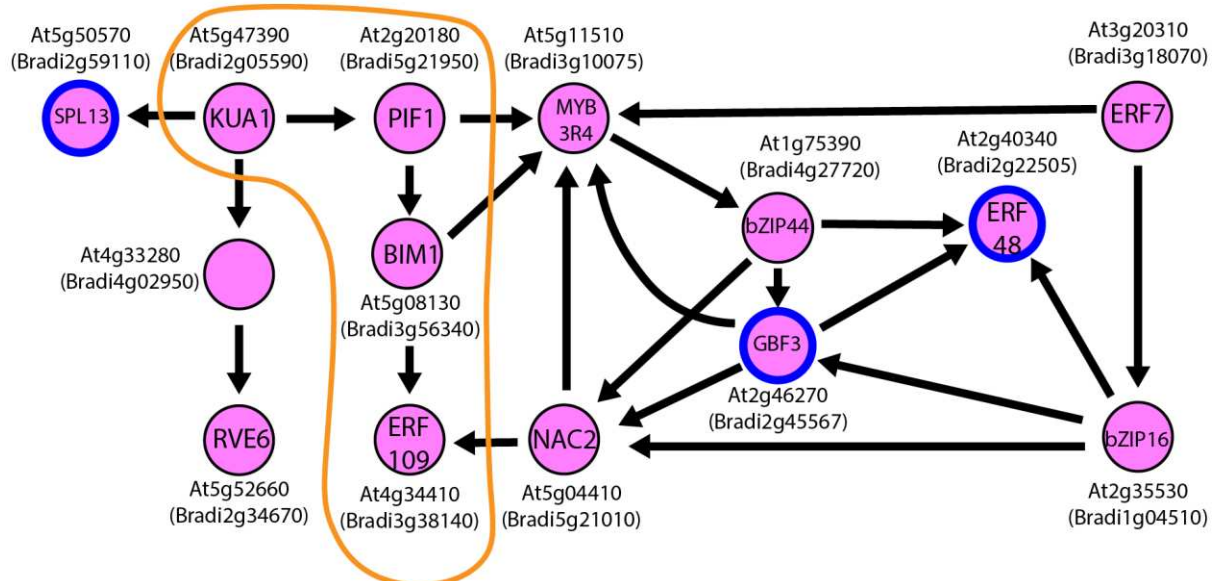 At5g50570
(Bradi2g59110)
SPL13
At5g47390
(Bradi2g05590)
KUA1
At2g20180
(Bradi5g21950)
PIF1
At5g11510
(Bradi3g10075)
MYB
3R4
At3g20310
(Bradi3g18070)
ERF7
At1g75390
(Bradi4g27720)
bZIP44
At2g40340
(Bradi2g22505)
ERF
48
At4g33280
(Bradi4g02950)
BIM1
At5g08130
(Bradi3g56340)
GBF3
At2g46270
(Bradi2g45567)
RVE6
At5g52660
(Bradi2g34670)
ERF
109
At4g34410
(Bradi3g38140)
NAC2
At5g04410
(Bradi5g21010)
bZIP16
At2g35530
(Bradi1g04510)